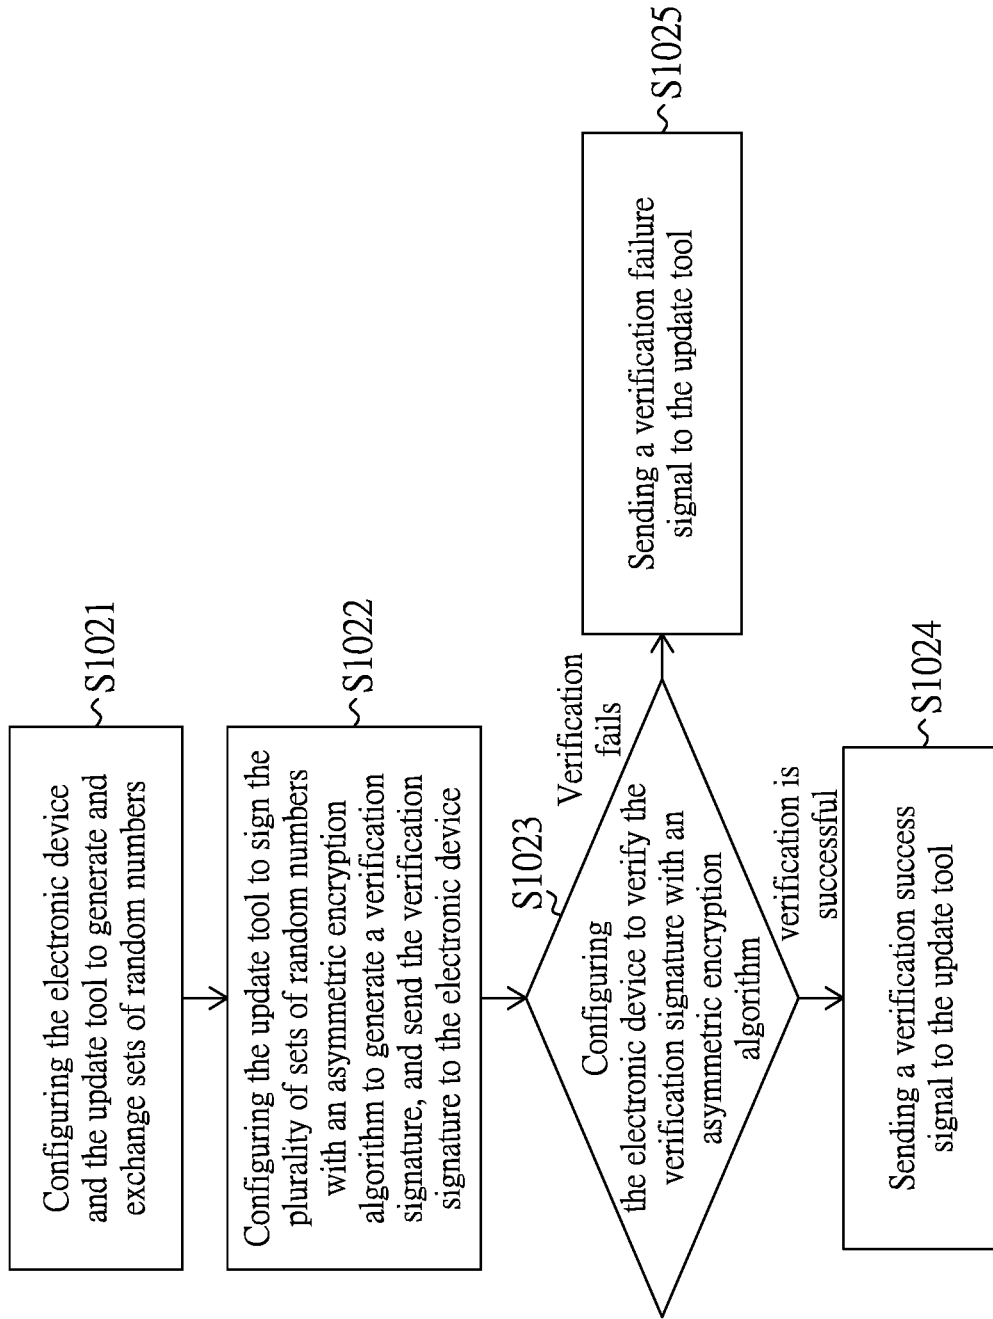 Configuring the electronic device
and the update tool to generate and
exchange sets of random numbers
S1021
Configuring the update tool to sign the
plurality of sets of random numbers
with an asymmetric encryption
algorithm to generate a verification
signature, and send the verification
signature to the electronic device
S1022
S1023
Configuring
the electronic device to verify the
verification signature with an
asymmetric encryption
algorithm
Verification
fails
Sending a verification failure
signal to the update tool
S1025
verification is
successful
Sending a verification success
signal to the update tool
S1024